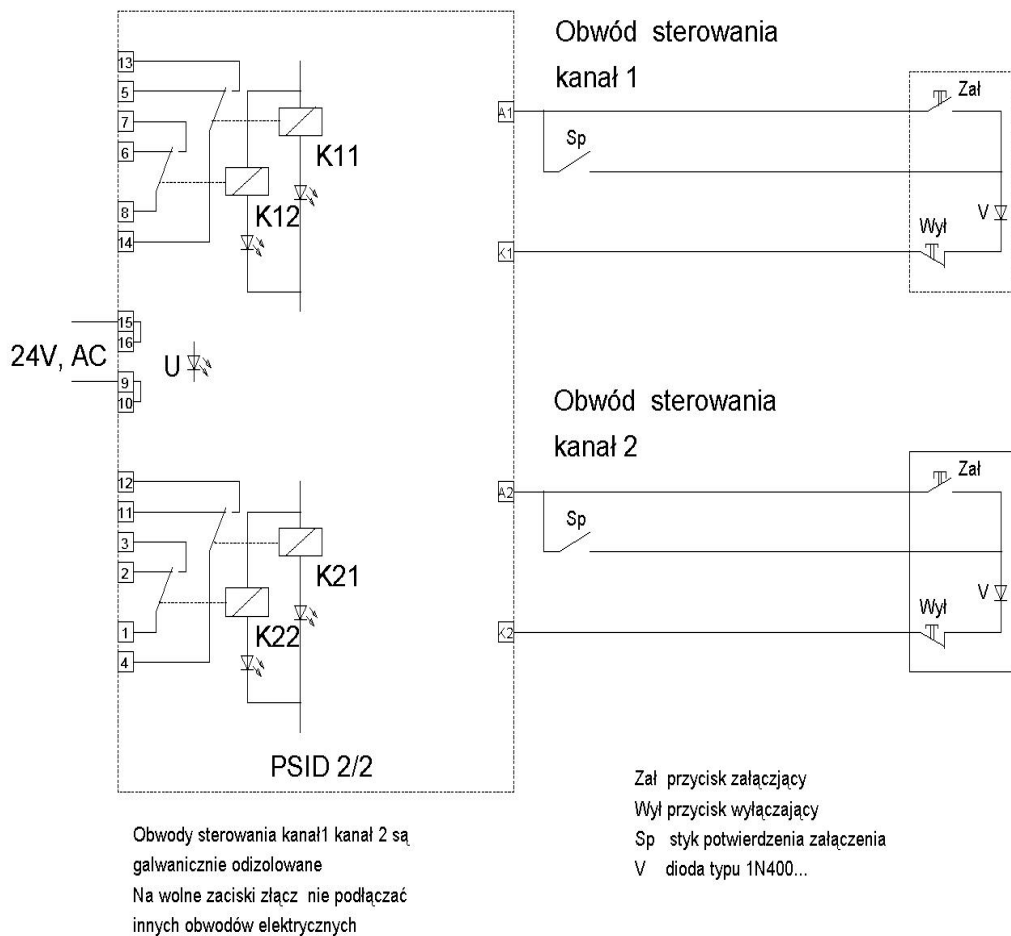 Obwód sterowania
kanał 1
13
5
7
6
8
14
K11
K12
A1
Sp
Zał
V
Wył
K1
15
16
24V, AC
9
10
U
Obwód sterowania
kanał 2
12
11
3
2
1
4
K21
K22
A2
Sp
Zał
V
Wył
K2
PSID 2/2
Obwody sterowania kanał1 kanał 2 są
galwanicznie odizolowane
Na wolne zaciski złącz nie podłączać
innych obwodów elektrycznych
Zał przycisk załączjący
Wył przycisk wyłączający
Sp styk potwierdzenia załączenia
V dioda typu 1N400...